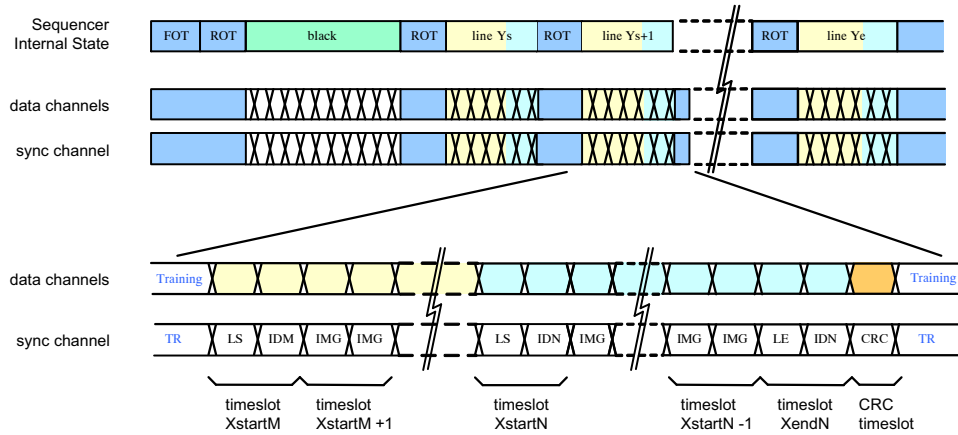 Sequencer
Internal State
FOT ROT black ROT line Ys ROT line Ys+1 ROT line Ye
data channels
sync channel
data channels Training Training
sync channel TR LS IDM IMG IMG LS IDN IMG IMG IMG LE IDN CRC TR
timeslot timeslot timeslot timeslot timeslot CRC
XstartM XstartM +1 XstartN XstartN -1 XendN timeslot